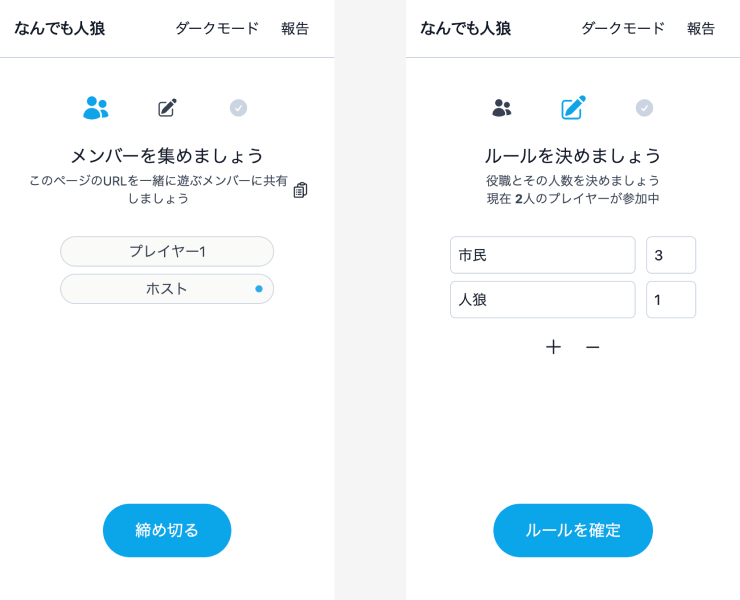 なんでも人狼
ダークモード
報告
メンバーを集めましょう
このページのURLを一緒に遊ぶメンバーに共有
しましょう
プレイヤー1
ホスト
締め切る
なんでも人狼
ダークモード
報告
ルールを決めましょう
役職とその人数を決めましょう
現在 2人のプレイヤーが参加中
市民 3
人狼 1
ルールを確定